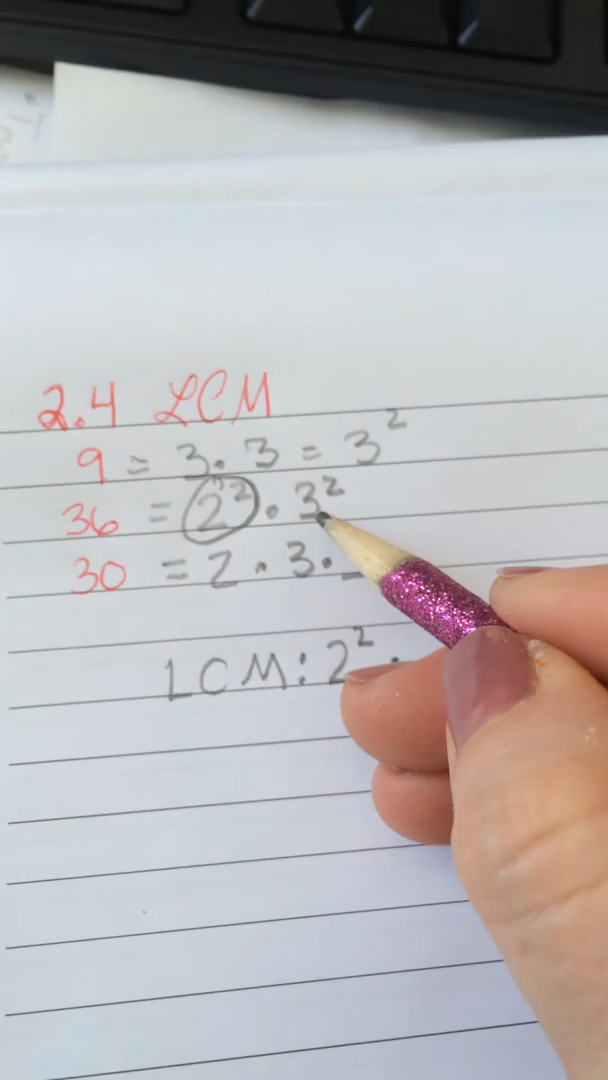 2.4 LCM
9 = 3·3 = 3²
36 = 2² · 3²
30 = 2 · 3 ·
LCM: 2² ·